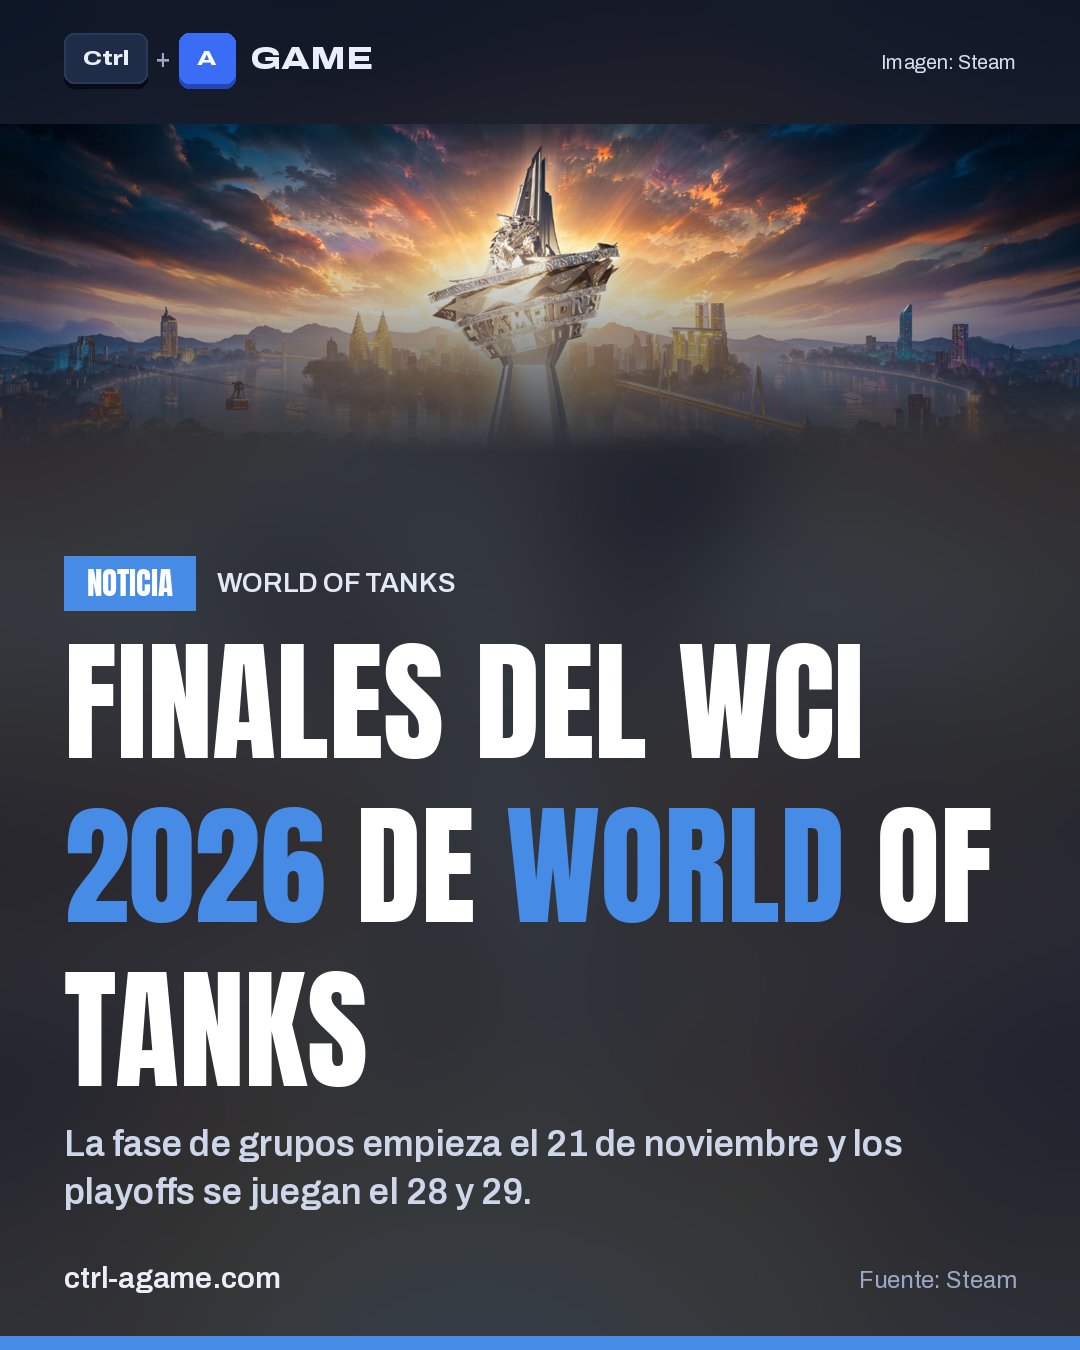 Ctrl + A GAME
Imagen: Steam
CHAMPIONS
NOTICIA WORLD OF TANKS
FINALES DEL WCI
2026 DE WORLD OF
TANKS
La fase de grupos empieza el 21 de noviembre y los
playoffs se juegan el 28 y 29.
ctrl-agame.com
Fuente: Steam